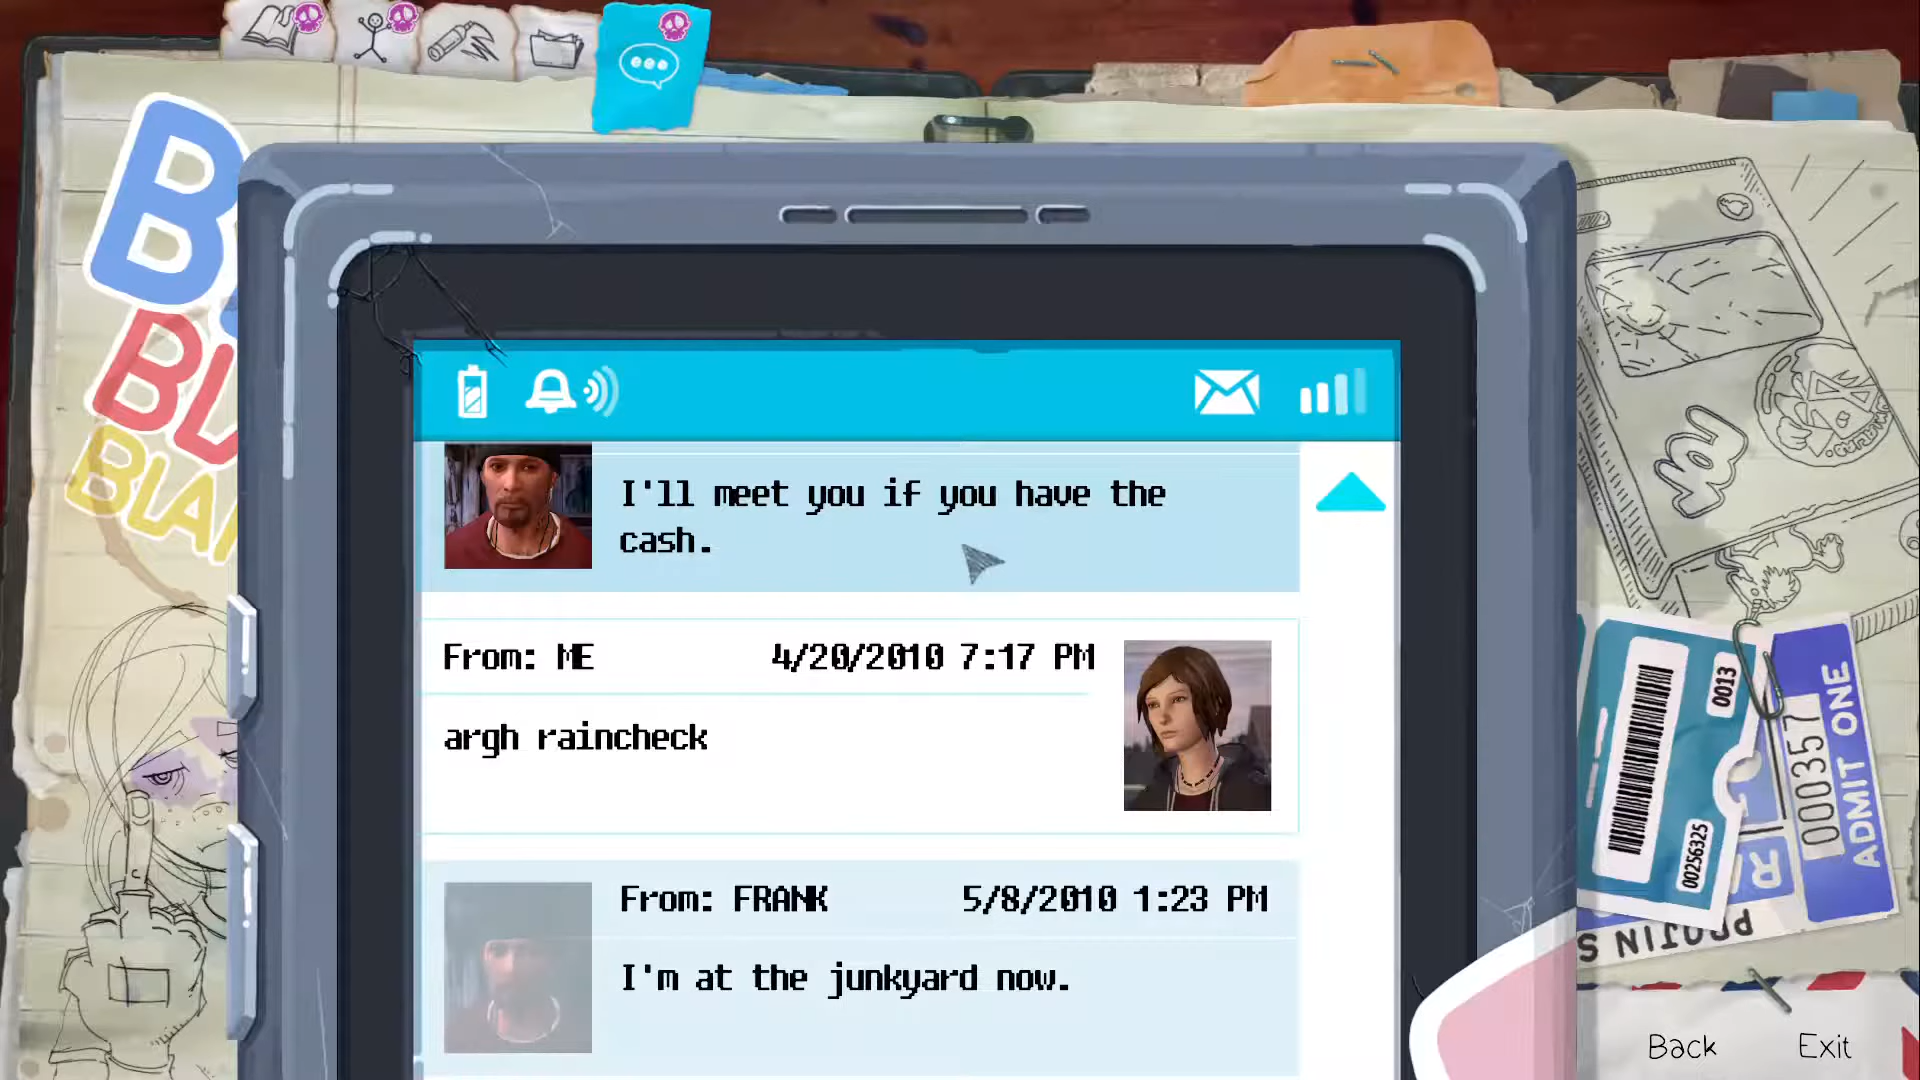 I'll meet you if you have the
cash.
From: ME 4/20/2010 7:17 PM
argh raincheck
From: FRANK 5/8/2010 1:23 PM
I'm at the junkyard now.
0013
00256325
000357
ADMIT ONE
Back Exit